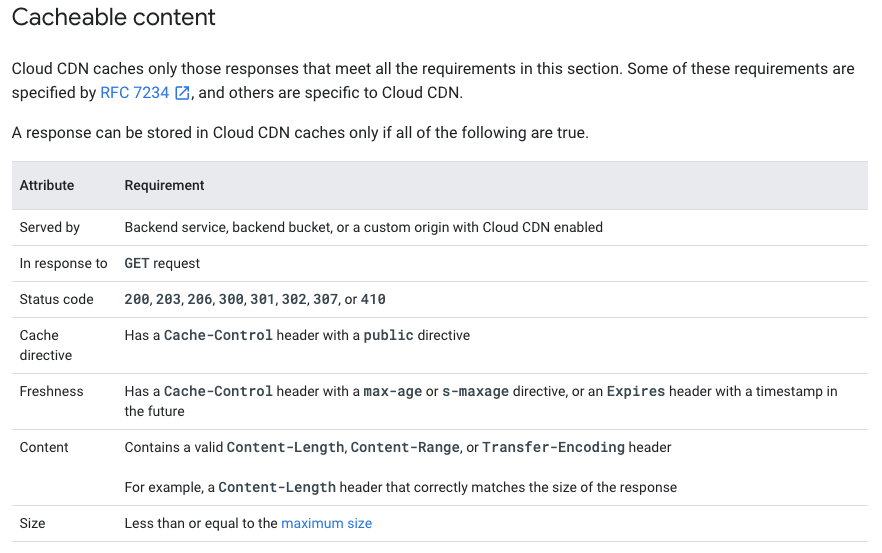 Cacheable content
Cloud CDN caches only those responses that meet all the requirements in this section. Some of these requirements are
specified by RFC 7234, and others are specific to Cloud CDN.
A response can be stored in Cloud CDN caches only if all of the following are true.
Attribute Requirement
Served by Backend service, backend bucket, or a custom origin with Cloud CDN enabled
In response to GET request
Status code 200, 203, 206, 300, 301, 302, 307, or 410
Cache Has a Cache-Control header with a public directive
directive
Freshness Has a Cache-Control header with a max-age or s-maxage directive, or an Expires header with a timestamp in
the future
Content Contains a valid Content-Length, Content-Range, or Transfer-Encoding header
For example, a Content-Length header that correctly matches the size of the response
Size Less than or equal to the maximum size